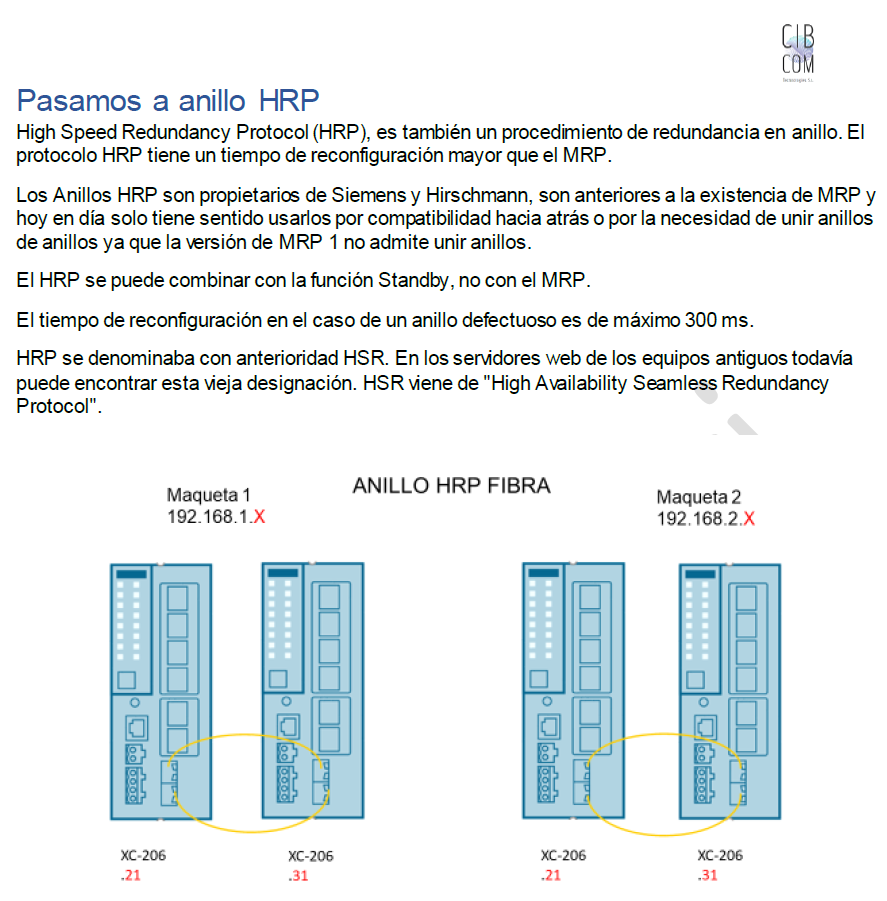 CIB
COM
Pasamos a anillo HRP
High Speed Redundancy Protocol (HRP), es también un procedimiento de redundancia en anillo. El
protocolo HRP tiene un tiempo de reconfiguración mayor que el MRP.
Los Anillos HRP son propietarios de Siemens y Hirschmann, son anteriores a la existencia de MRP y
hoy en día solo tiene sentido usarlos por compatibilidad hacia atrás o por la necesidad de unir anillos
de anillos ya que la versión de MRP 1 no admite unir anillos.
El HRP se puede combinar con la función Standby, no con el MRP.
El tiempo de reconfiguración en el caso de un anillo defectuoso es de máximo 300 ms.
HRP se denominaba con anterioridad HSR. En los servidores web de los equipos antiguos todavía
puede encontrar esta vieja designación. HSR viene de "High Availability Seamless Redundancy
Protocol".
ANILLO HRP FIBRA
Maqueta 1
192.168.1.X
Maqueta 2
192.168.2.X
XC-206
.21
XC-206
.31
XC-206
.21
XC-206
.31